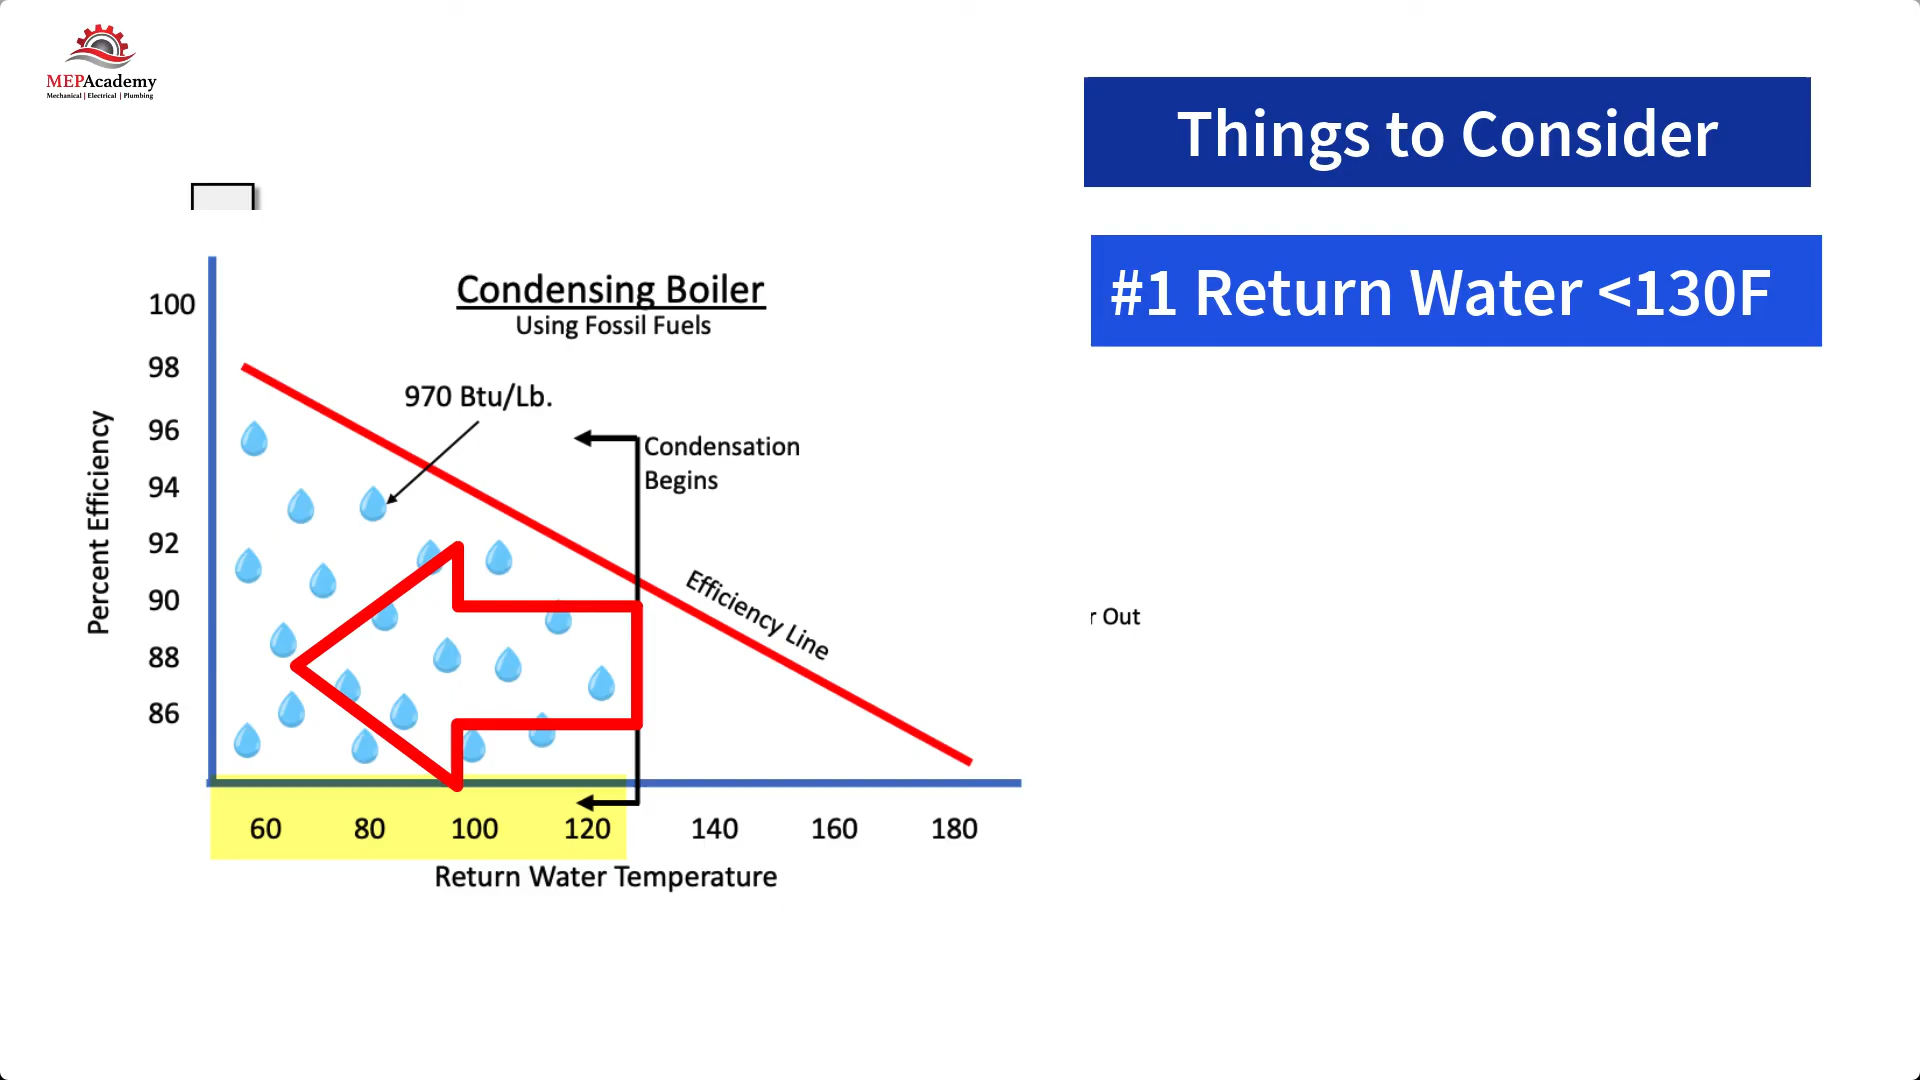 MEPAcademy
Mechanical | Electrical | Plumbing
Things to Consider
#1 Return Water <130F
Condensing Boiler
Using Fossil Fuels
970 Btu/Lb.
Condensation
Begins
Efficiency Line
Percent Efficiency
100
98
96
94
92
90
88
86
60 80 100 120 140 160 180
Return Water Temperature
r Out